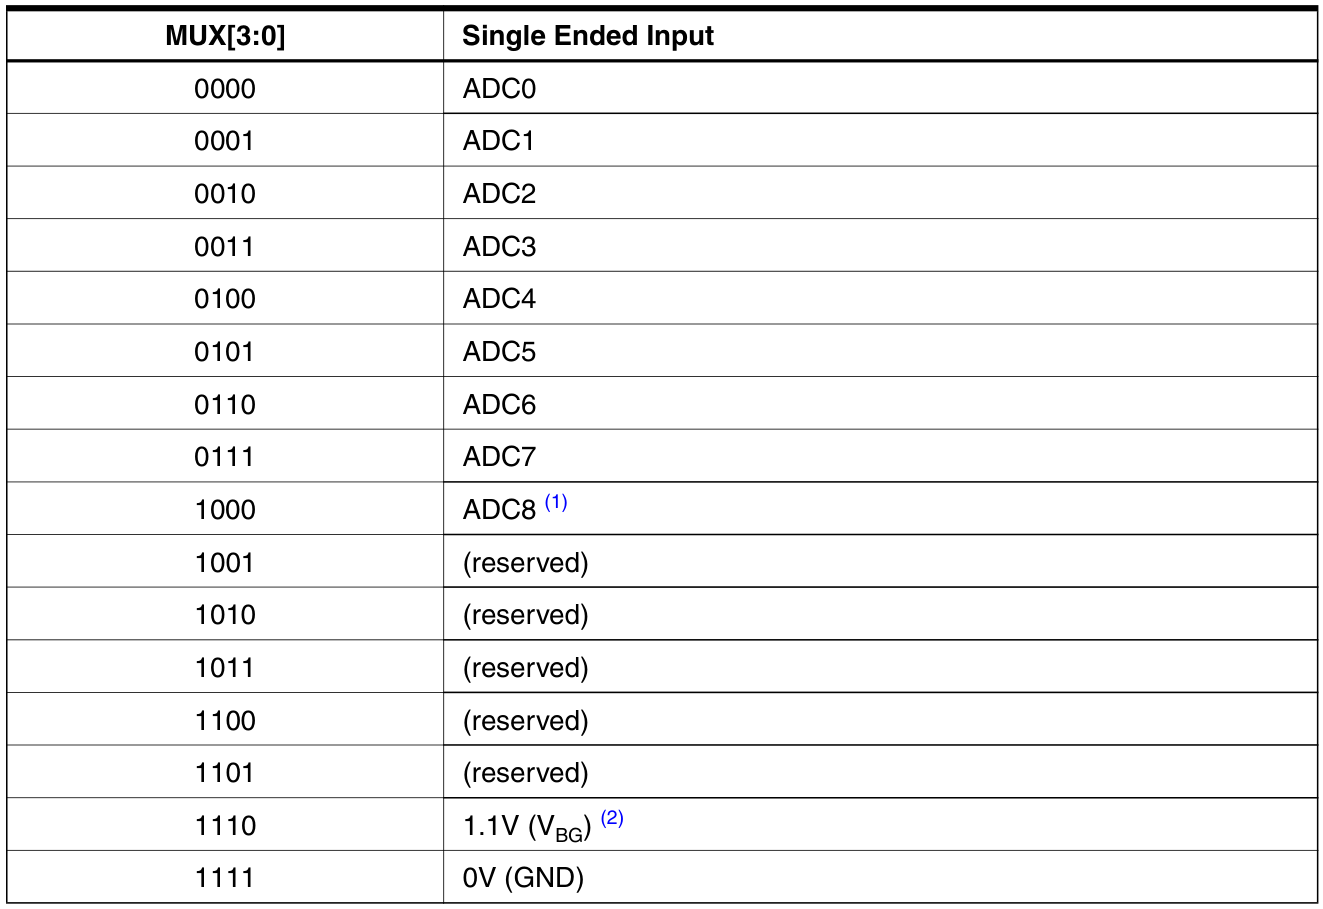 MUX[3:0] Single Ended Input
0000 ADC0
0001 ADC1
0010 ADC2
0011 ADC3
0100 ADC4
0101 ADC5
0110 ADC6
0111 ADC7
1000 ADC8 (1)
1001 (reserved)
1010 (reserved)
1011 (reserved)
1100 (reserved)
1101 (reserved)
1110 1.1V (VBG) (2)
1111 0V (GND)